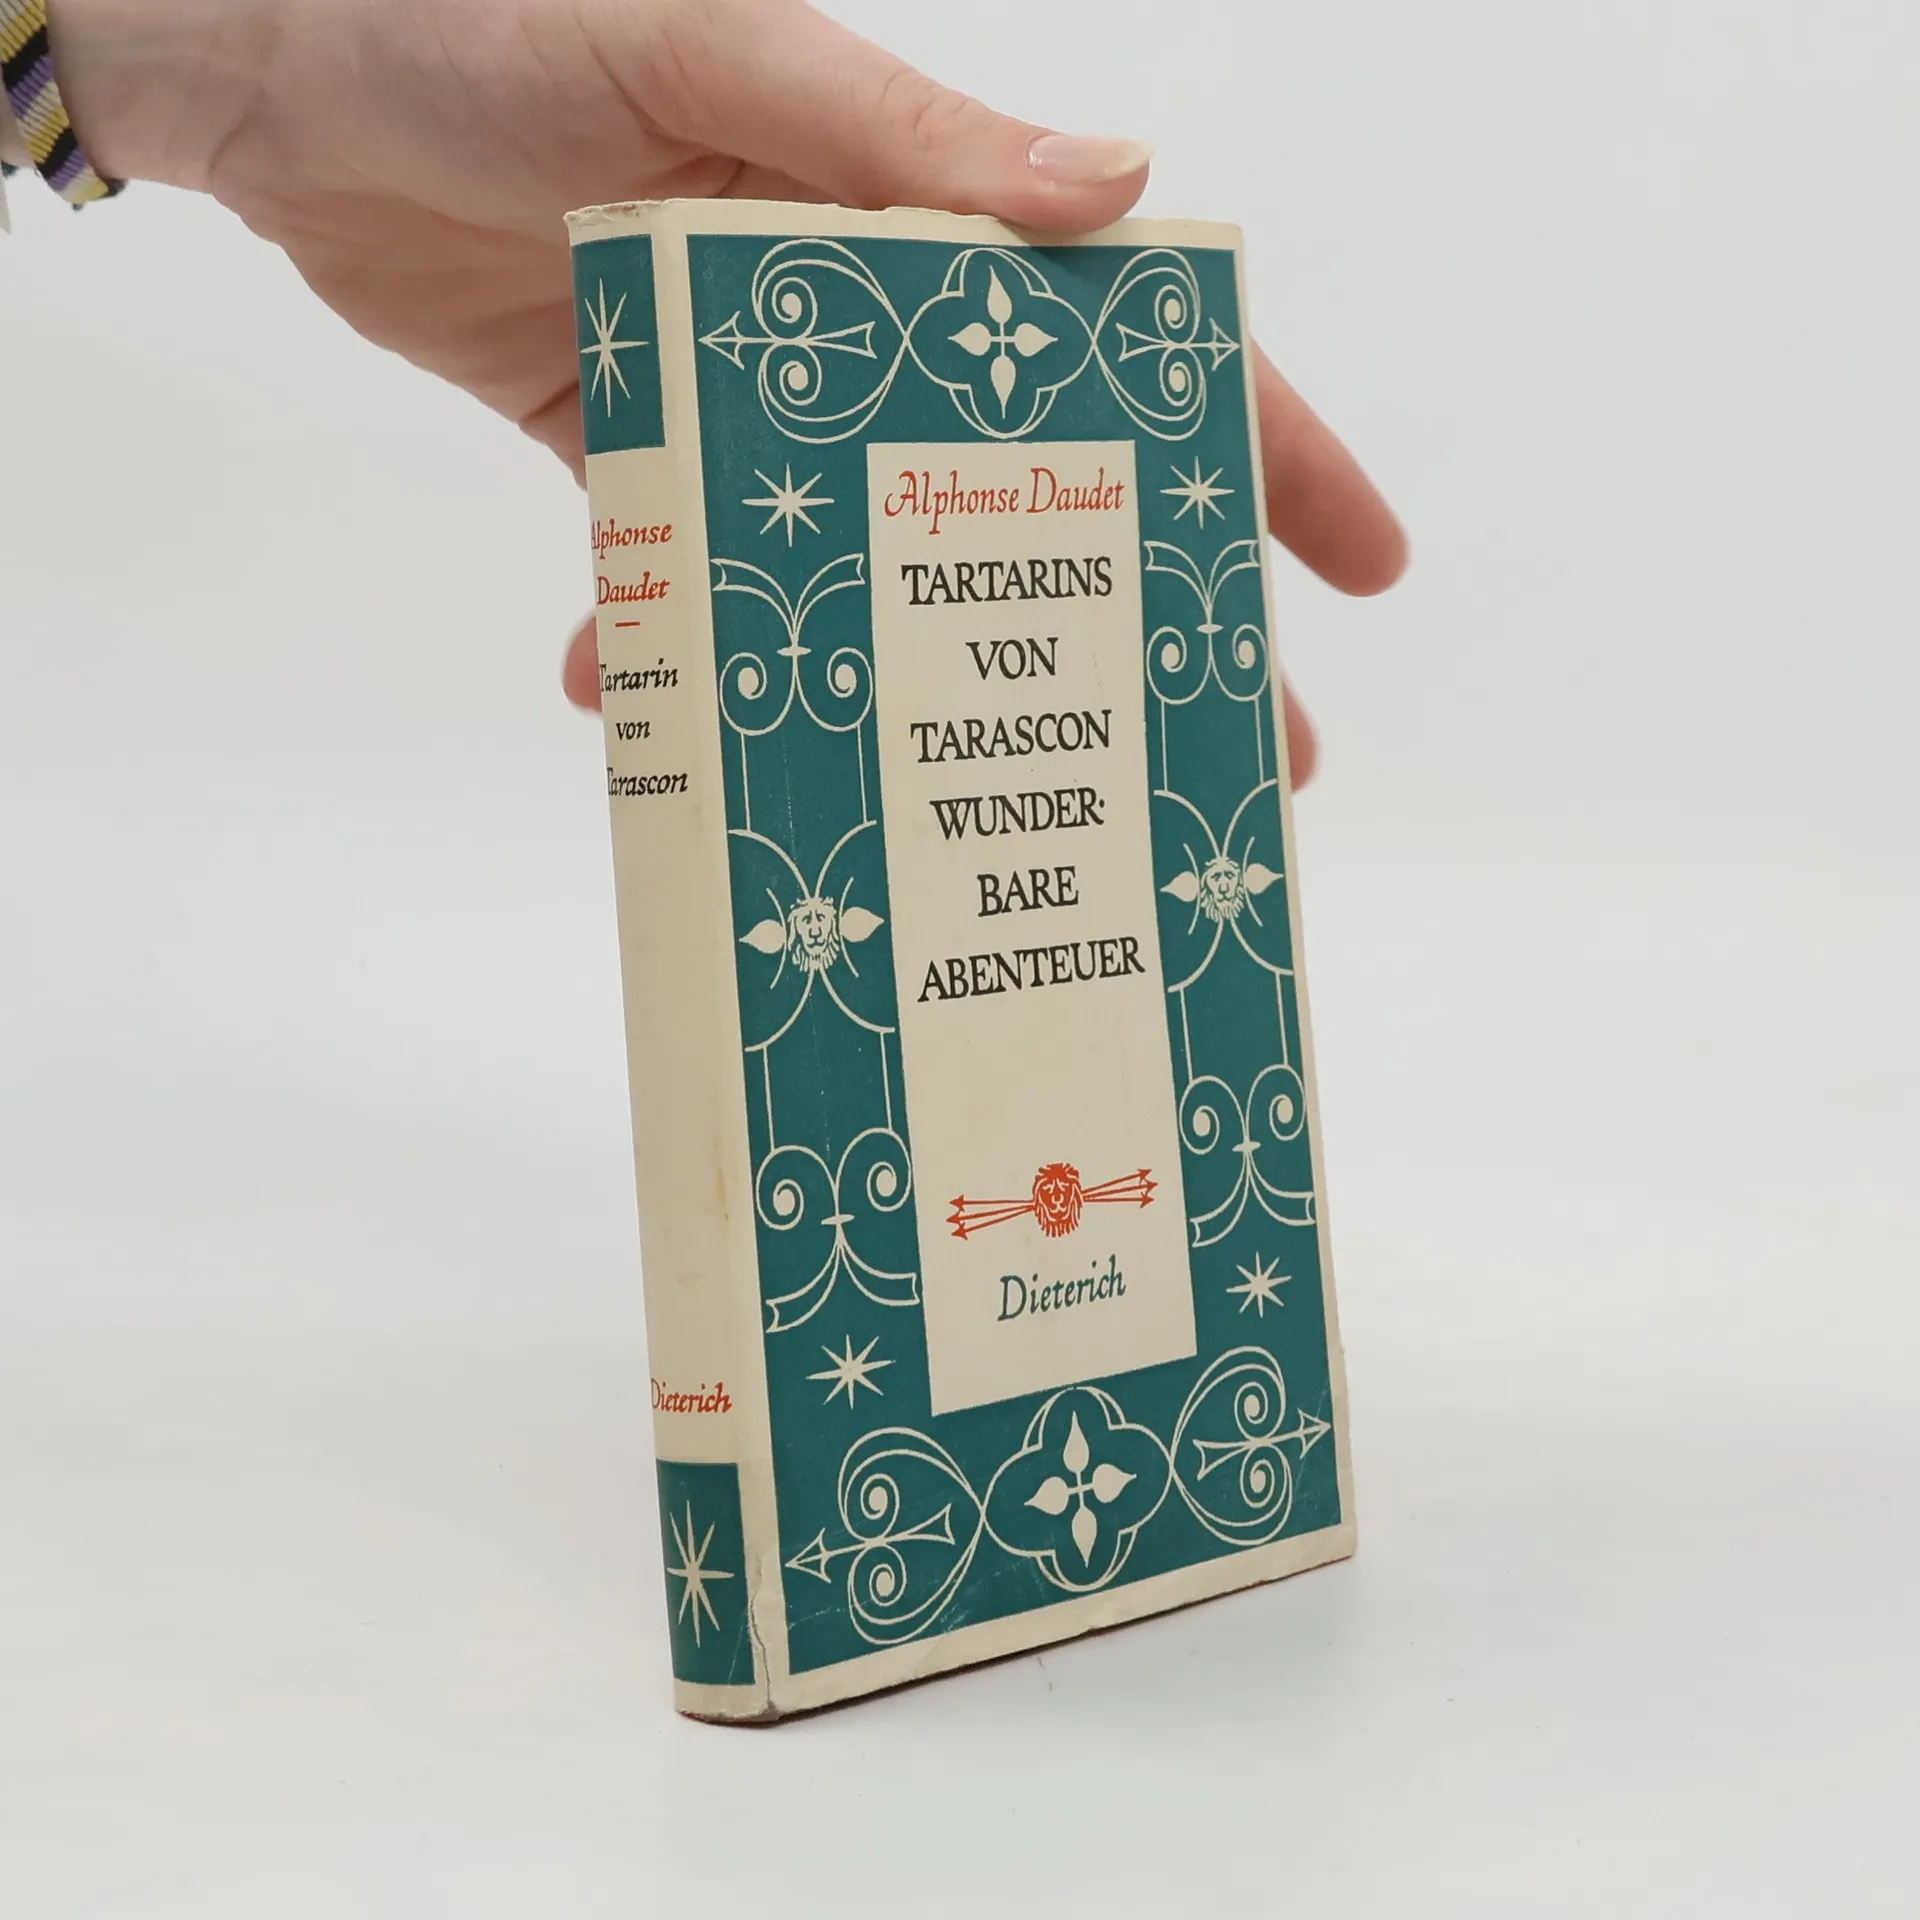 Alphonse
Daudet
Tartarin
von
Tarascon
Dieterich
Alphonse Daudet
TARTARINS
VON
TARASCON
WUNDER-
BARE
ABENTEUER
Dieterich